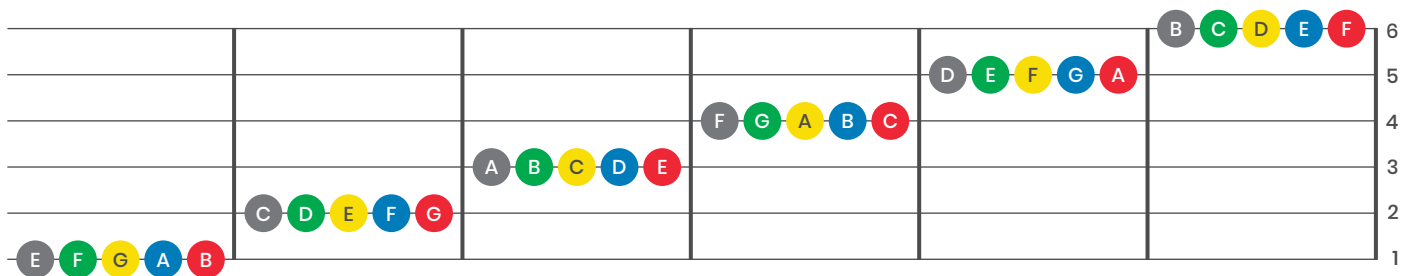 B C D E F 6
D E F G A 5
F G A B C 4
A B C D E 3
C D E F G 2
E F G A B 1